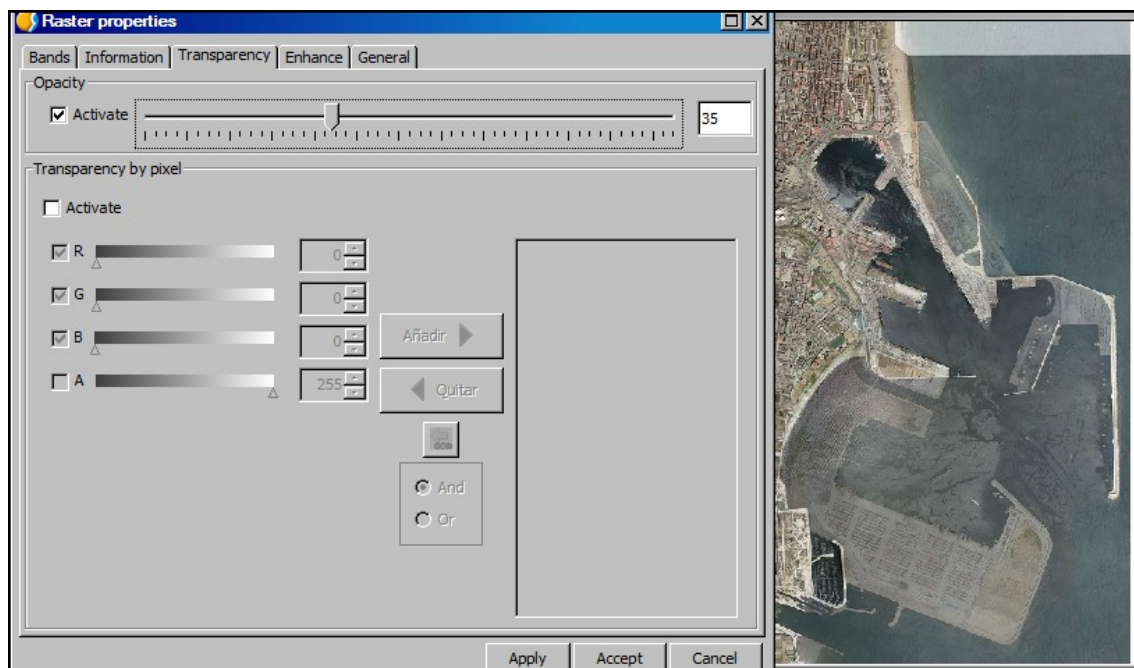 Raster properties
Bands Information Transparency Enhance General
Opacity
Activate 35
Transparency by pixel
Activate
R 0
G 0
B 0
A 255
Añadir
Quitar
And
Or
Apply Accept Cancel